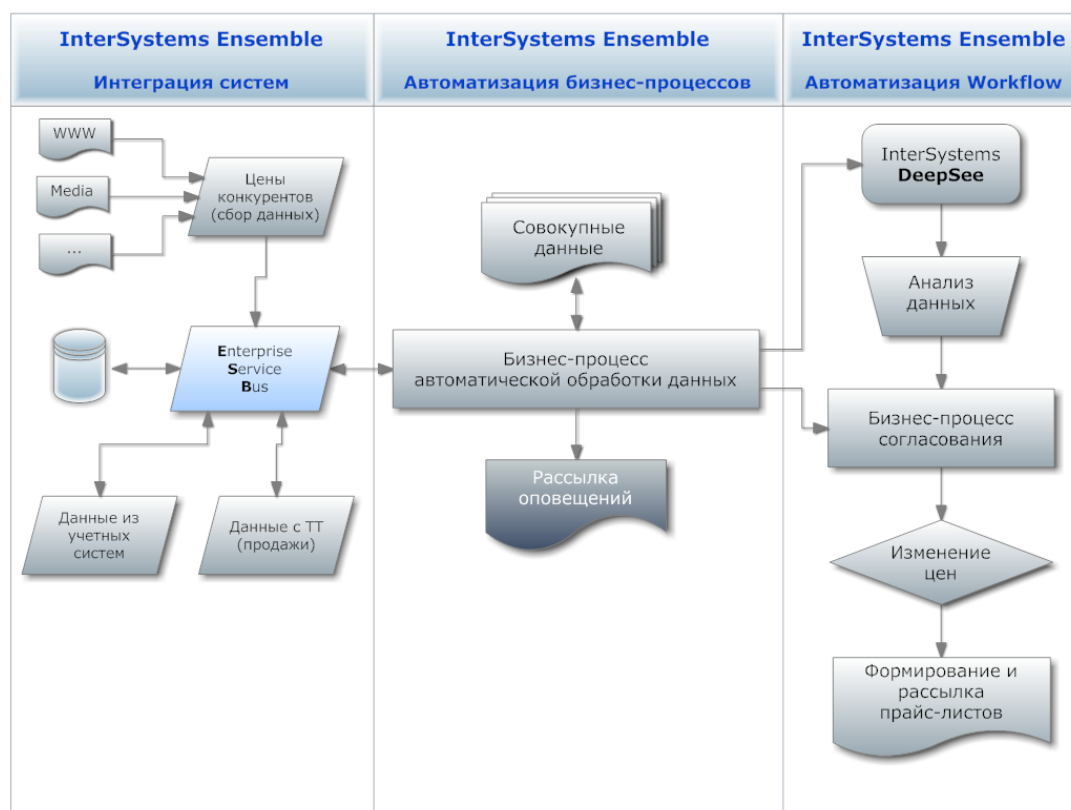 InterSystems Ensemble
Интеграция систем
InterSystems Ensemble
Автоматизация бизнес-процессов
InterSystems Ensemble
Автоматизация Workflow
WWW
Media
...
Цены
конкурентов
(сбор данных)
Enterprise
Service
Bus
Данные из
учетных
систем
Данные с ТТ
(продажи)
Совокупные
данные
Бизнес-процесс
автоматической обработки данных
Рассылка
оповещений
InterSystems
DeepSee
Анализ
данных
Бизнес-процесс
согласования
Изменение
цен
Формирование и
рассылка
прайс-листов